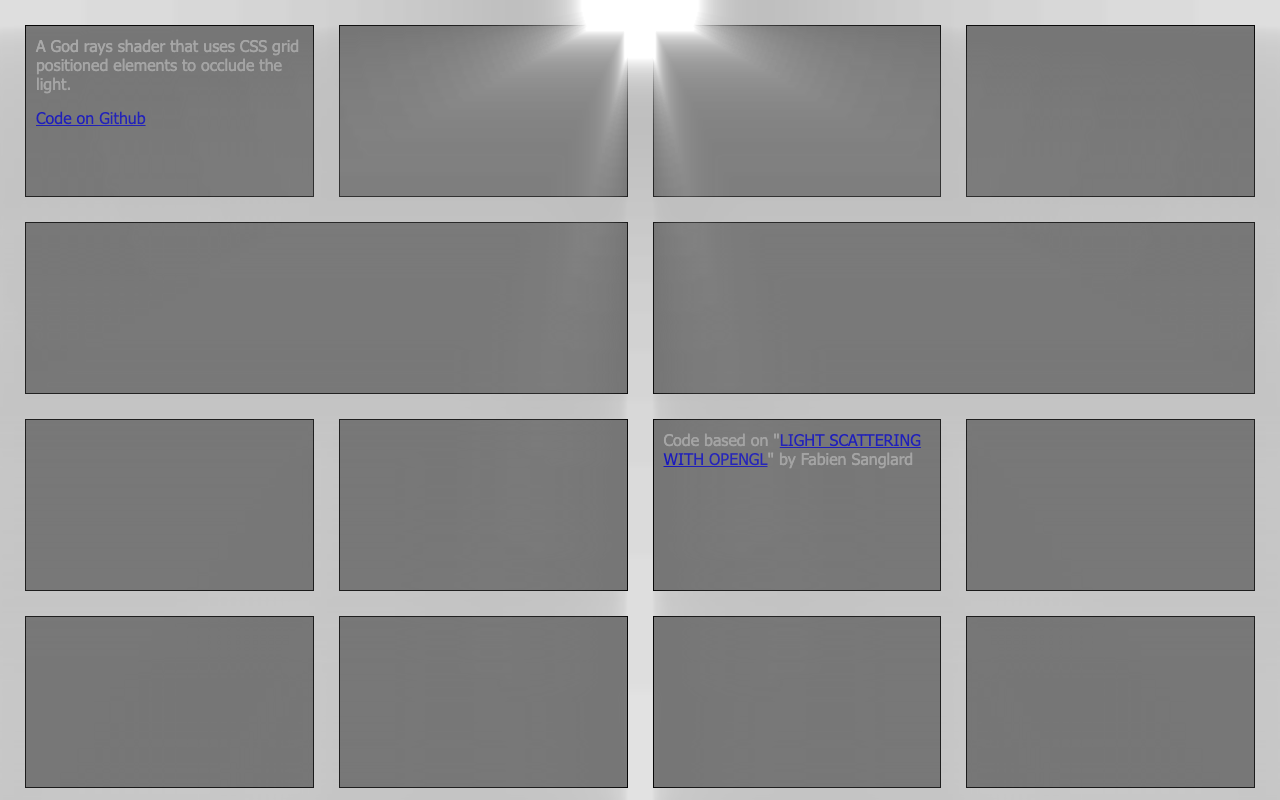 A God rays shader that uses CSS grid
positioned elements to occlude the
light.
Code on Github
Code based on "LIGHT SCATTERING
WITH OPENGL" by Fabien Sanglard